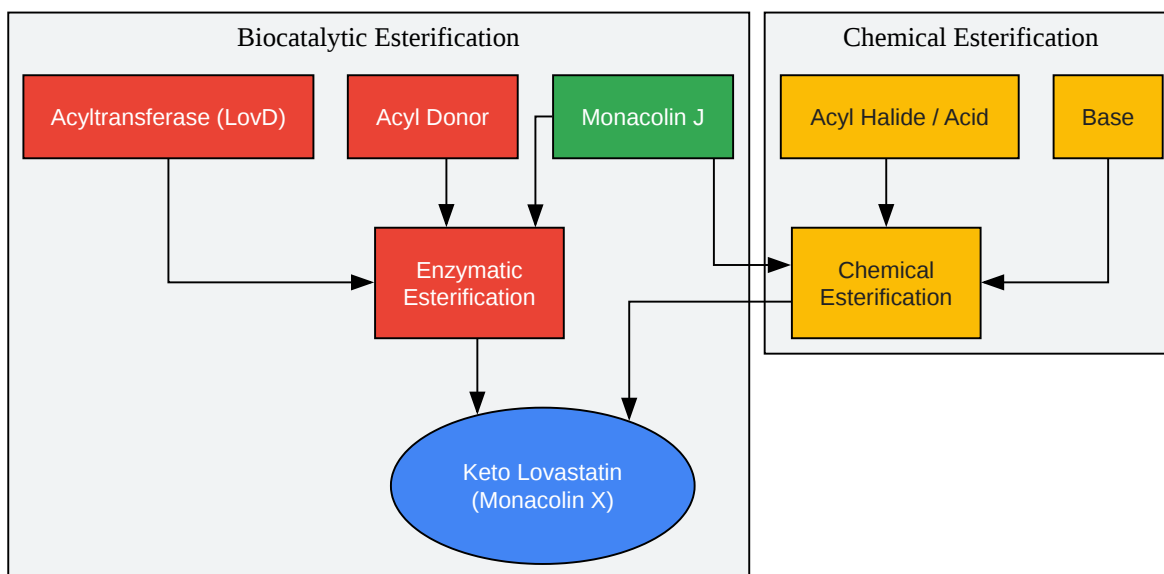 Biocatalytic Esterification
Chemical Esterification
Acyltransferase (LovD)
Acyl Donor
Monacolin J
Acyl Halide / Acid
Base
Enzymatic
Esterification
Chemical
Esterification
Keto Lovastatin
(Monacolin X)